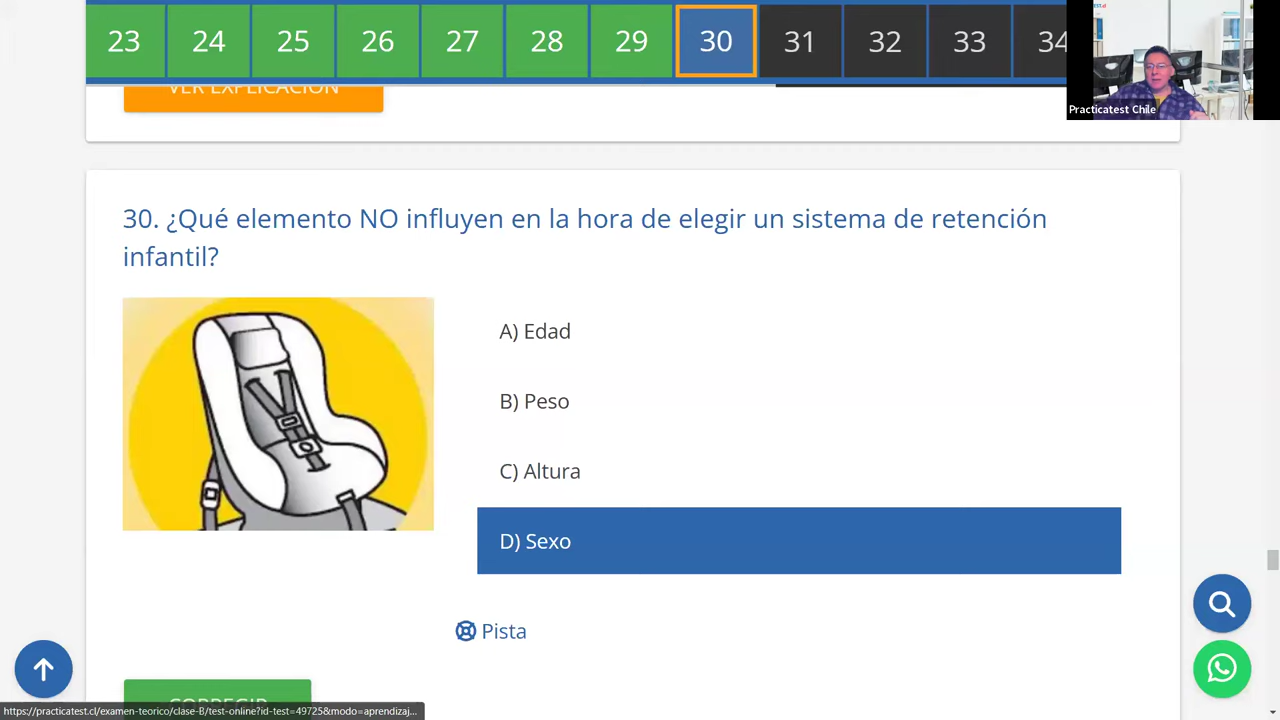 23 24 25 26 27 28 29 30 31 32 33 34
Practicatest Chile
VER EXPLICACIÓN
30. ¿Qué elemento NO influyen en la hora de elegir un sistema de retención
infantil?
A) Edad
B) Peso
C) Altura
D) Sexo
Pista
CORREGIR
https://practicatest.cl/examen-teorico/clase-B/test-online?id-test=49725&modo=aprendizaj...